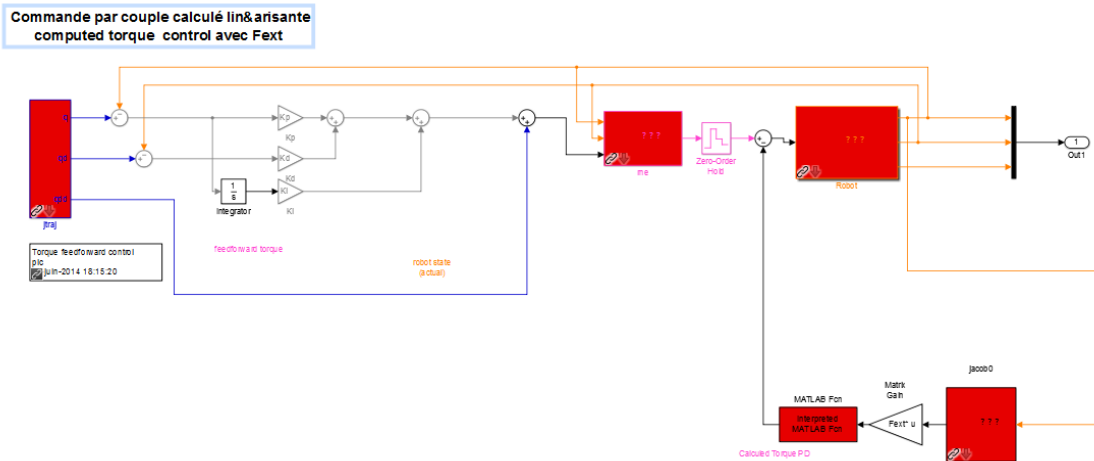 Commande par couple calculé lin&arisante
computed torque control avec Fext
q
qd
qdd
jtraj
Kp
Kp
Kd
Kd
1
s
Integrator
KI
KI
? ? ?
rne
Zero-Order
Hold
? ? ?
Robot
1
Out1
Torque feedforward control
pic
juin-2014 18:15:20
feedforward torque
robot state
(actual)
jacob0
? ? ?
Matrix
Gain
Fext* u
MATLAB Fcn
Interpreted
MATLAB Fcn
Calculed Torque PD